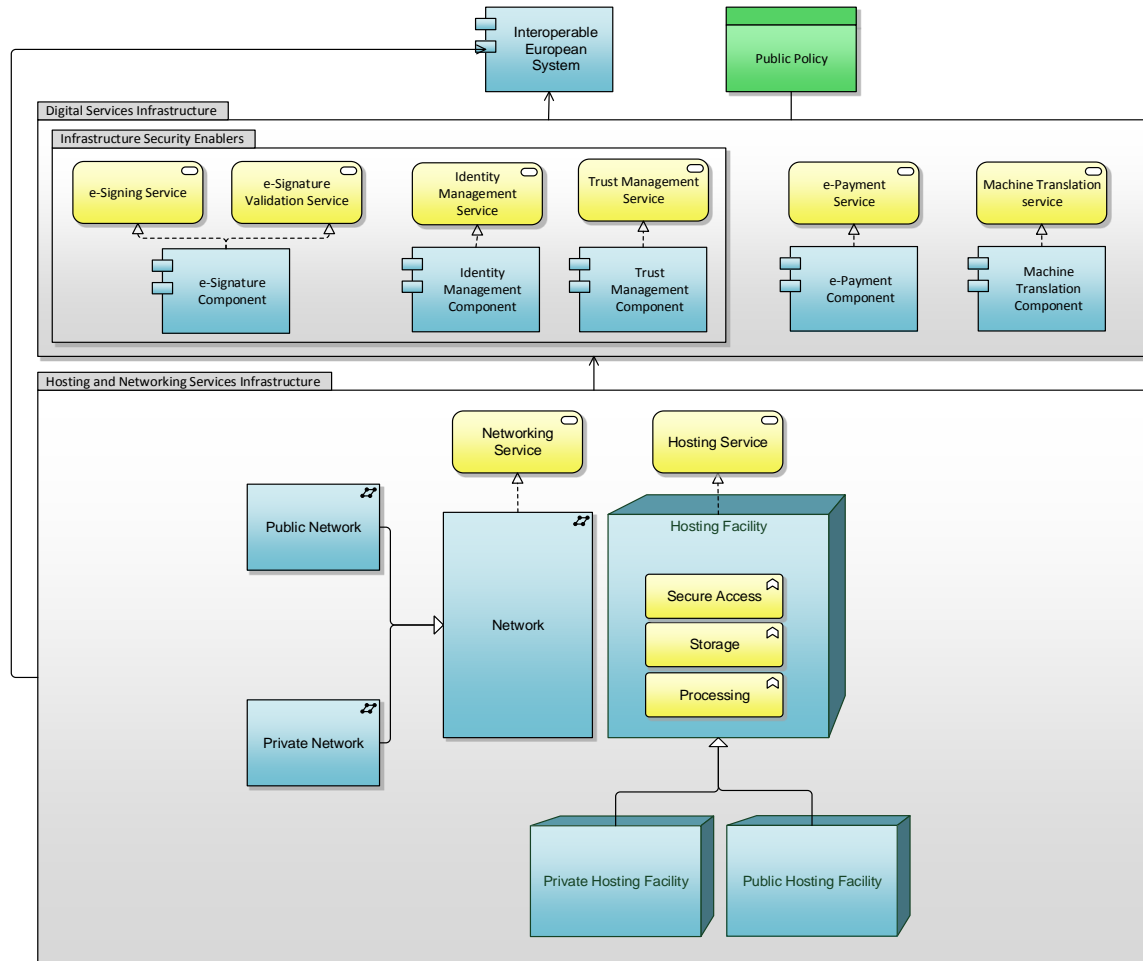 Interoperable
European
System
Public Policy
Digital Services Infrastructure
Infrastructure Security Enablers
e-Signing Service
e-Signature
Validation Service
Identity
Management
Service
Trust Management
Service
e-Payment
Service
Machine Translation
service
e-Signature
Component
Identity
Management
Component
Trust
Management
Component
e-Payment
Component
Machine
Translation
Component
Hosting and Networking Services Infrastructure
Networking
Service
Hosting Service
Public Network
Network
Hosting Facility
Secure Access
Storage
Processing
Private Network
Private Hosting Facility
Public Hosting Facility